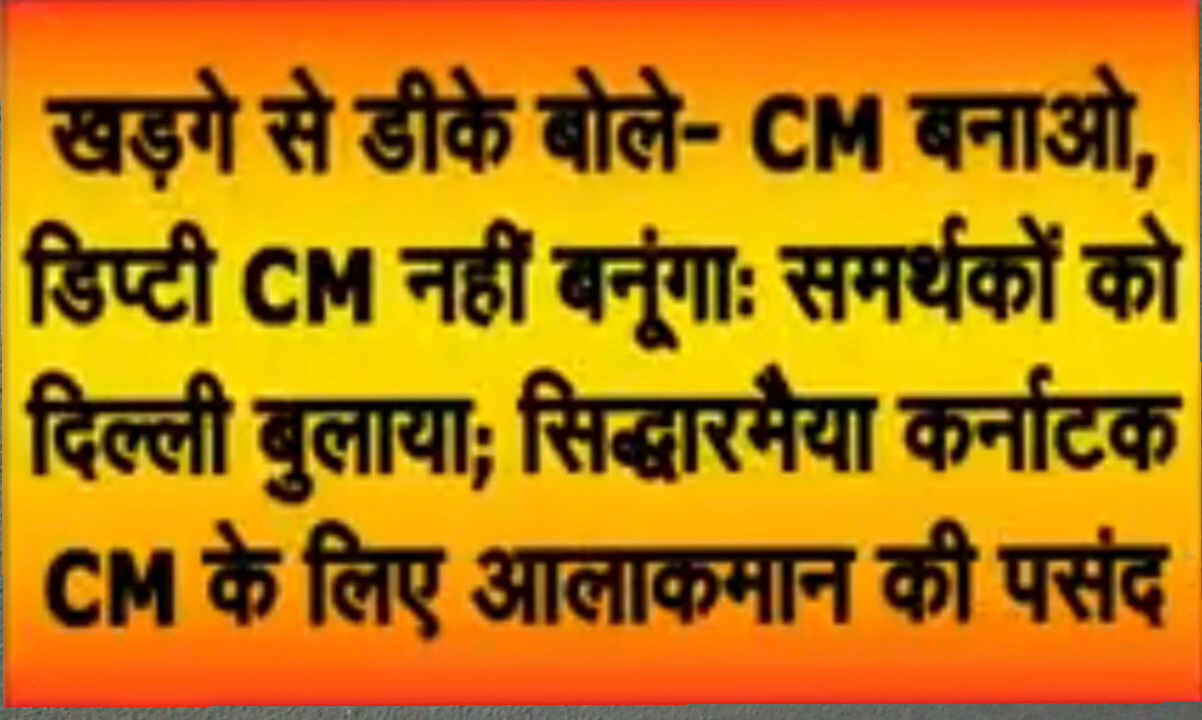 खड़गे से डीके बोले- CM बनाओ,
डिप्टी CM नहीं बनूंगाः समर्थकों को
दिल्ली बुलाया; सिद्धारमैया कर्नाटक
CM के लिए आलाकमान की पसंद